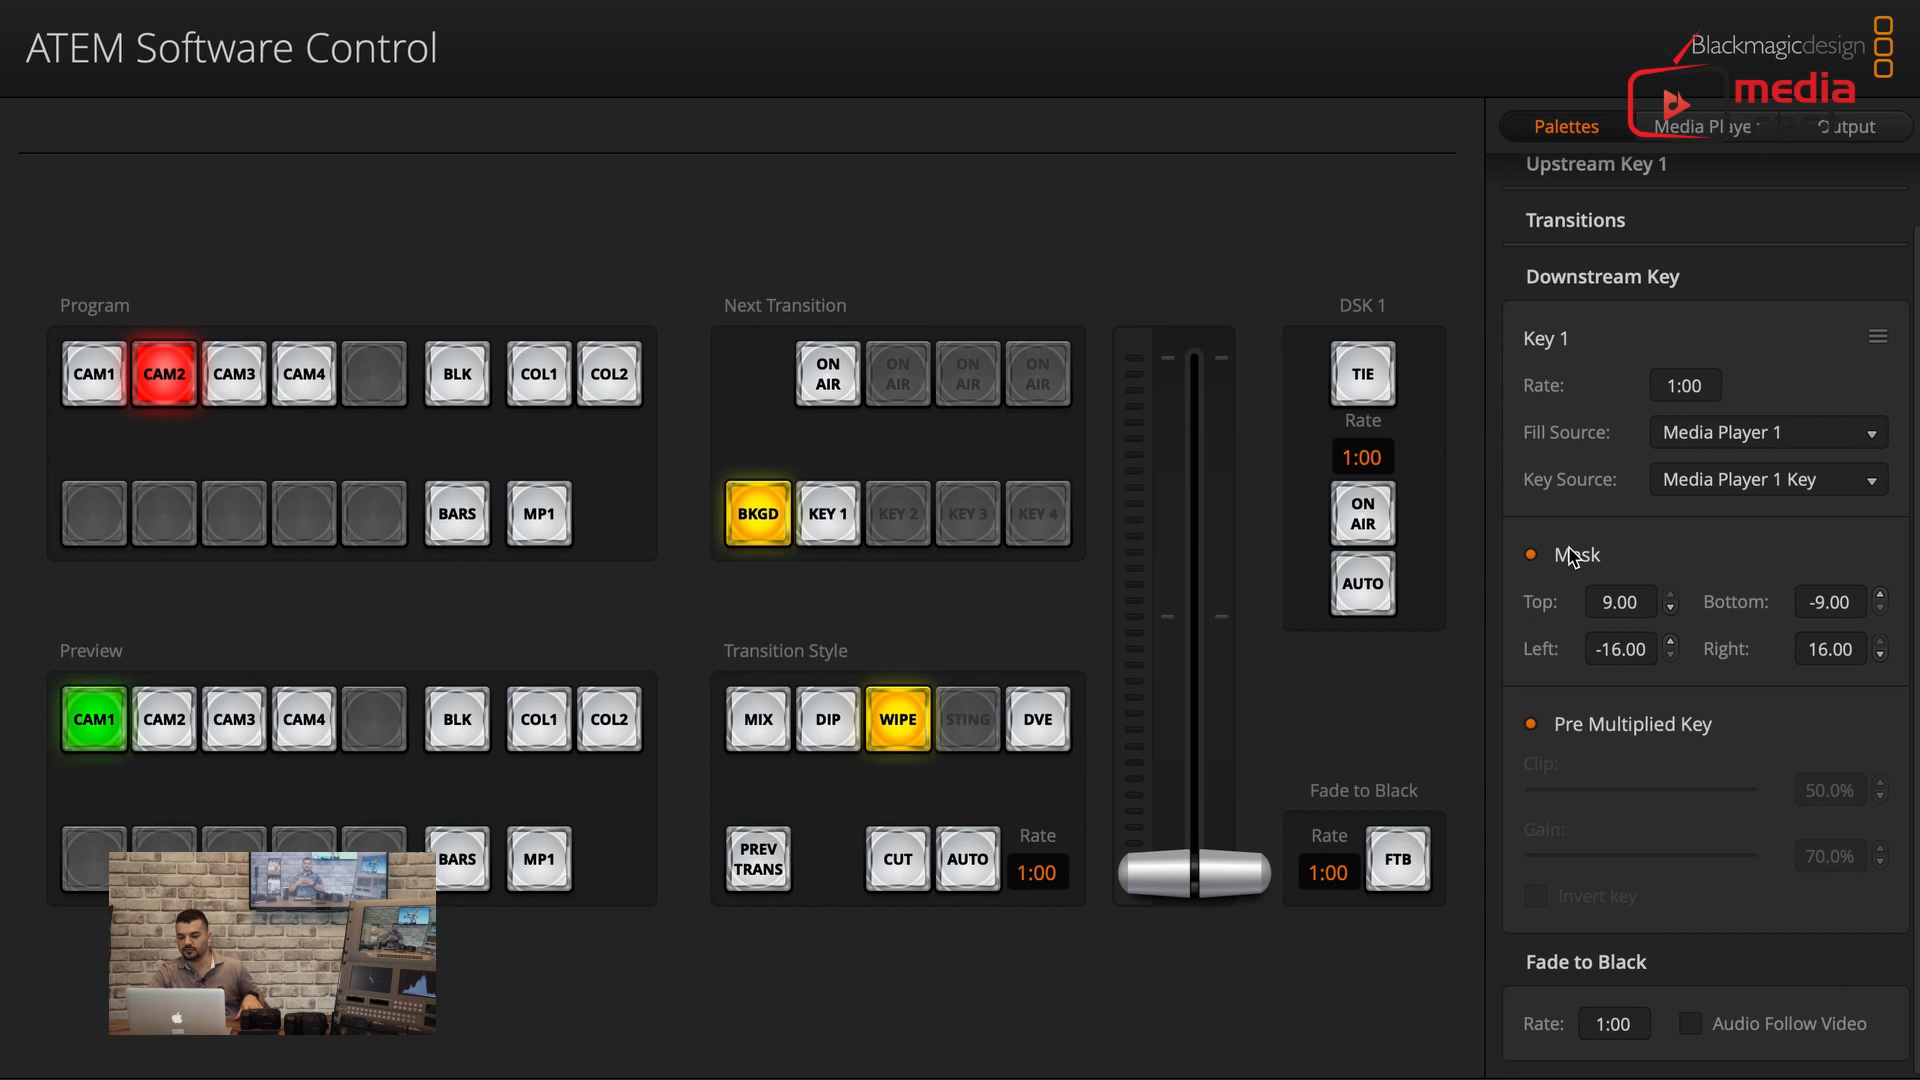 ATEM Software Control
Blackmagicdesign
media
Palettes
Media Playe
Output
Upstream Key 1
Transitions
Downstream Key
Program
Next Transition
DSK 1
CAM1
CAM2
CAM3
CAM4
BLK
COL1
COL2
ON AIR
ON AIR
ON AIR
ON AIR
TIE
Rate
1:00
BARS
MP1
BKGD
KEY 1
KEY 2
KEY 3
KEY 4
ON AIR
AUTO
Key 1
Rate: 1:00
Fill Source: Media Player 1
Key Source: Media Player 1 Key
Mask
Top: 9.00 Bottom: -9.00
Left: -16.00 Right: 16.00
Preview
Transition Style
CAM1
CAM2
CAM3
CAM4
BLK
COL1
COL2
MIX
DIP
WIPE
STING
DVE
Pre Multiplied Key
Clip:
50.0%
Gain:
70.0%
Invert key
BARS
MP1
PREV TRANS
CUT
AUTO
Rate
1:00
Fade to Black
Rate
1:00
FTB
Fade to Black
Rate: 1:00 Audio Follow Video